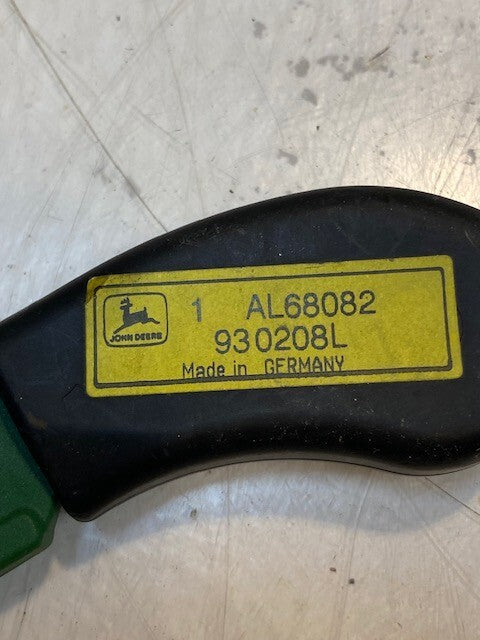 JOHN DEERE
1 AL68082
930208L
Made in GERMANY